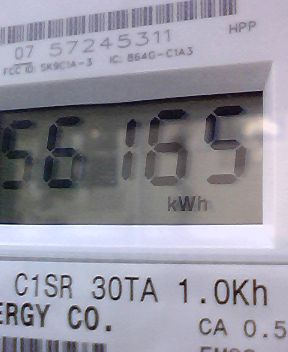 07 57245311 HPP
FCC ID: SK9C1A-3 IC: 864G-C1A3
56165
kWh
C1SR 30TA 1.0Kh
ERGY CO. CA 0.5